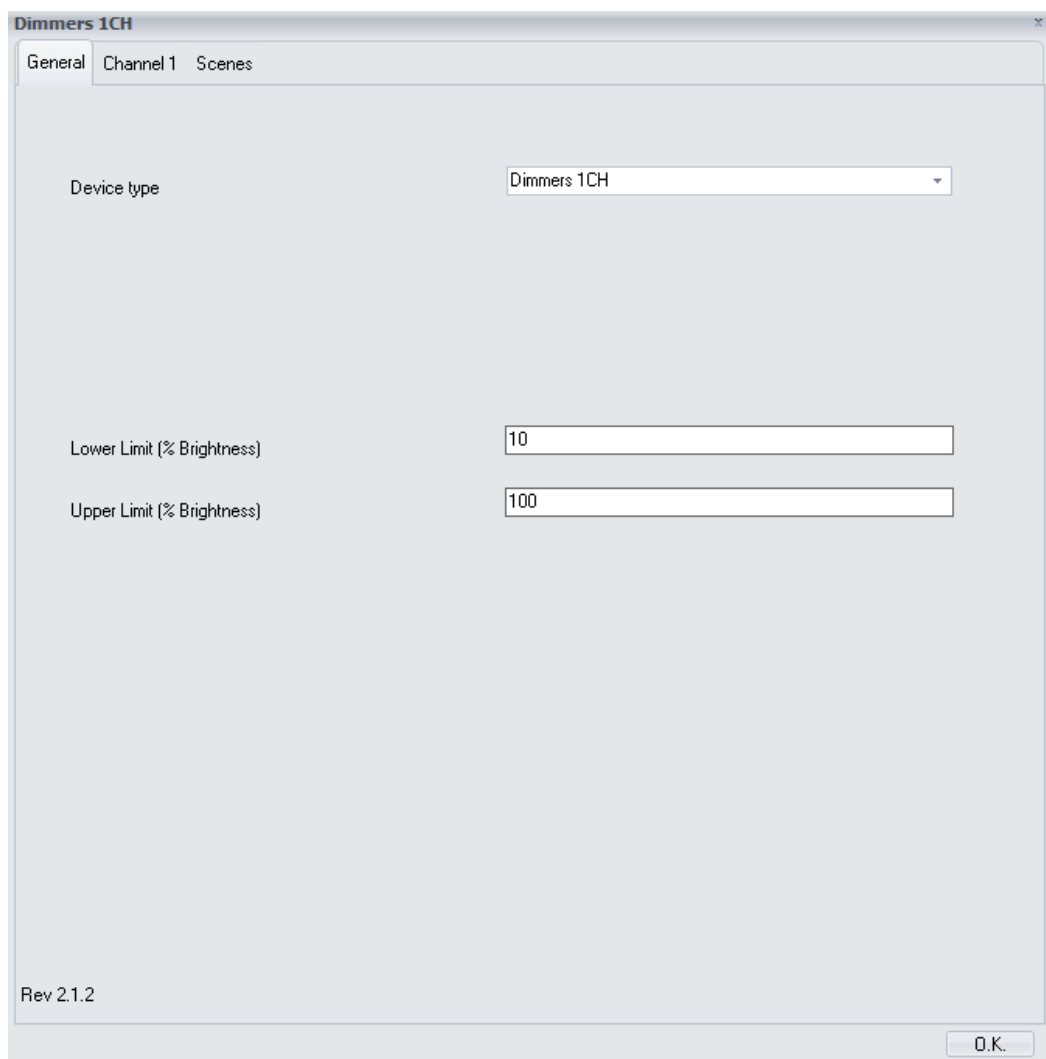 Dimmers 1CH
General Channel 1 Scenes
Device type Dimmers 1CH
Lower Limit (% Brightness) 10
Upper Limit (% Brightness) 100
Rev 2.1.2
O.K.